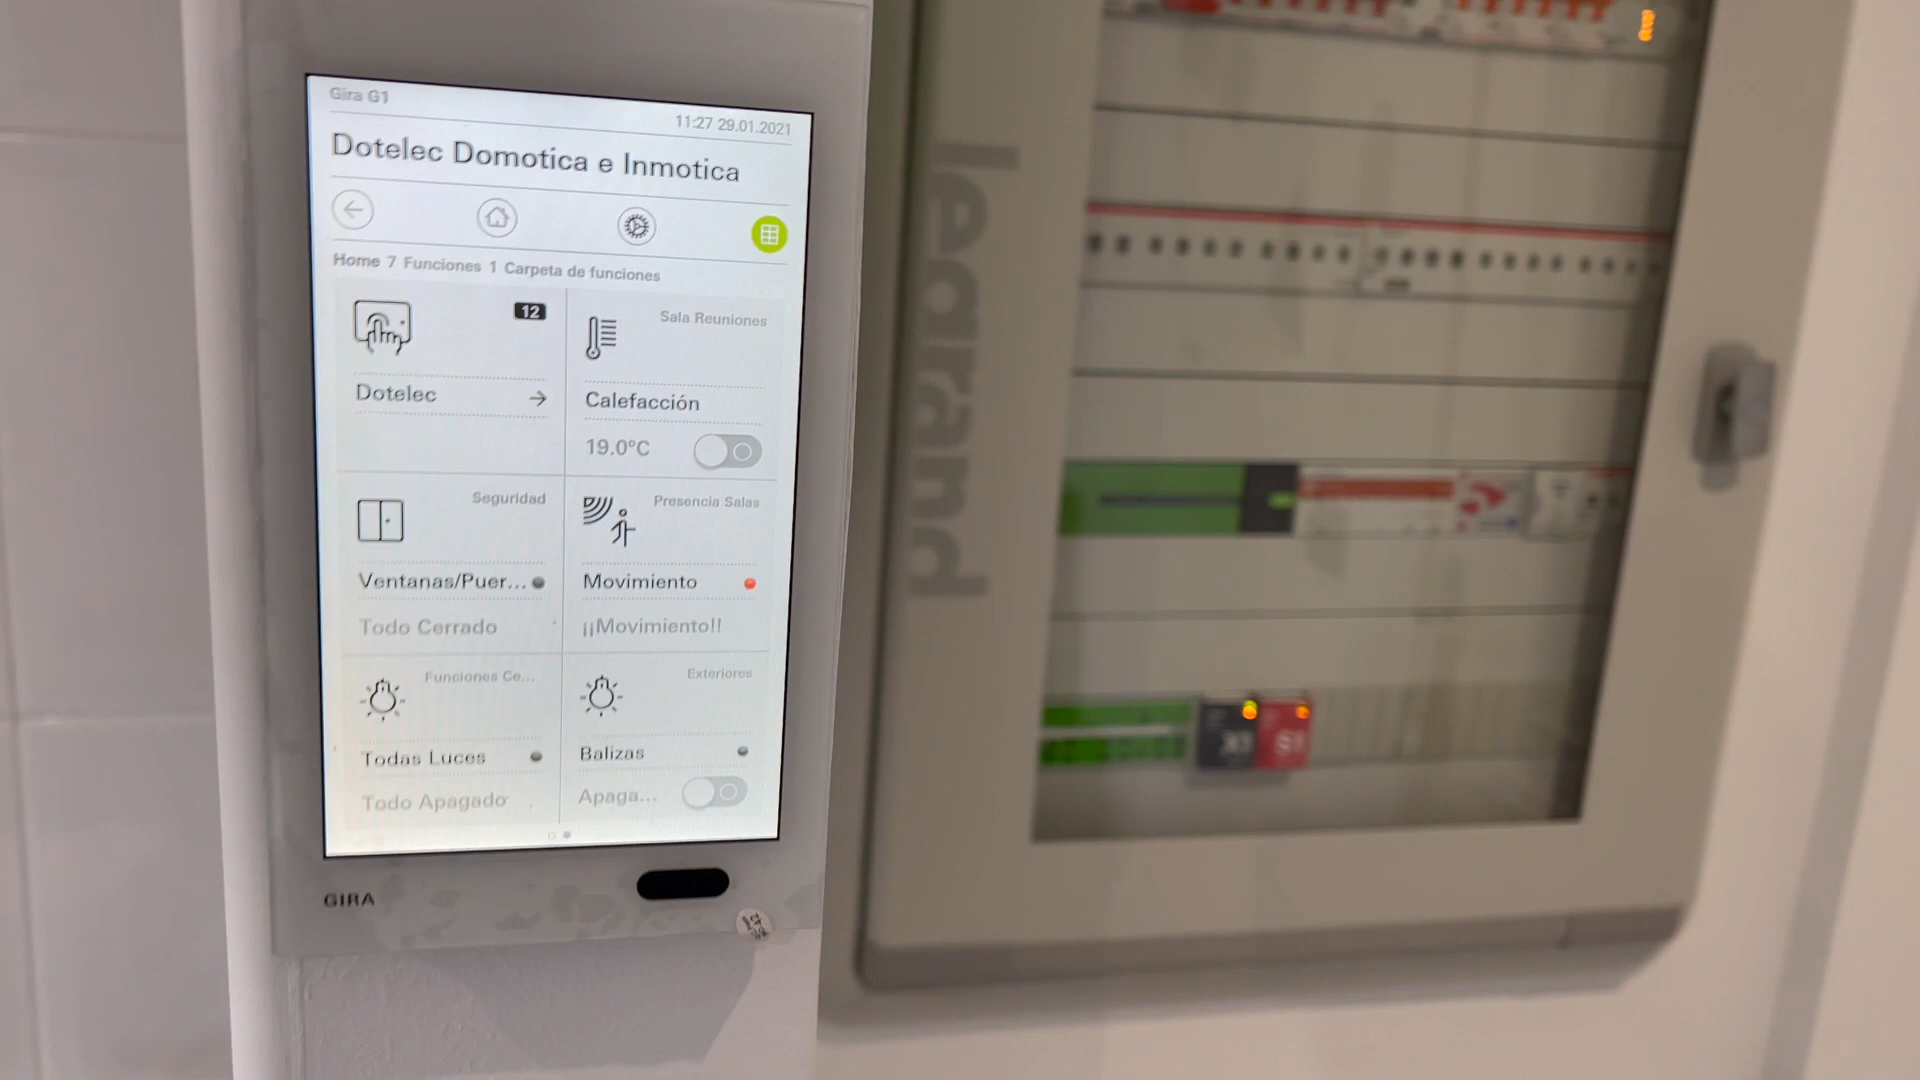 Gira G1
11:27 29.01.2021
Dotelec Domotica e Inmotica
Home 7 Funciones 1 Carpeta de funciones
12
Dotelec
Sala Reuniones
Calefacción
19.0°C
Seguridad
Ventanas/Puer...
Todo Cerrado
Presencia Salas
Movimiento
¡¡Movimiento!!
Funciones Ce...
Todas Luces
Todo Apagado
Exteriores
Balizas
Apaga...
GIRA
legrand
X1
S1